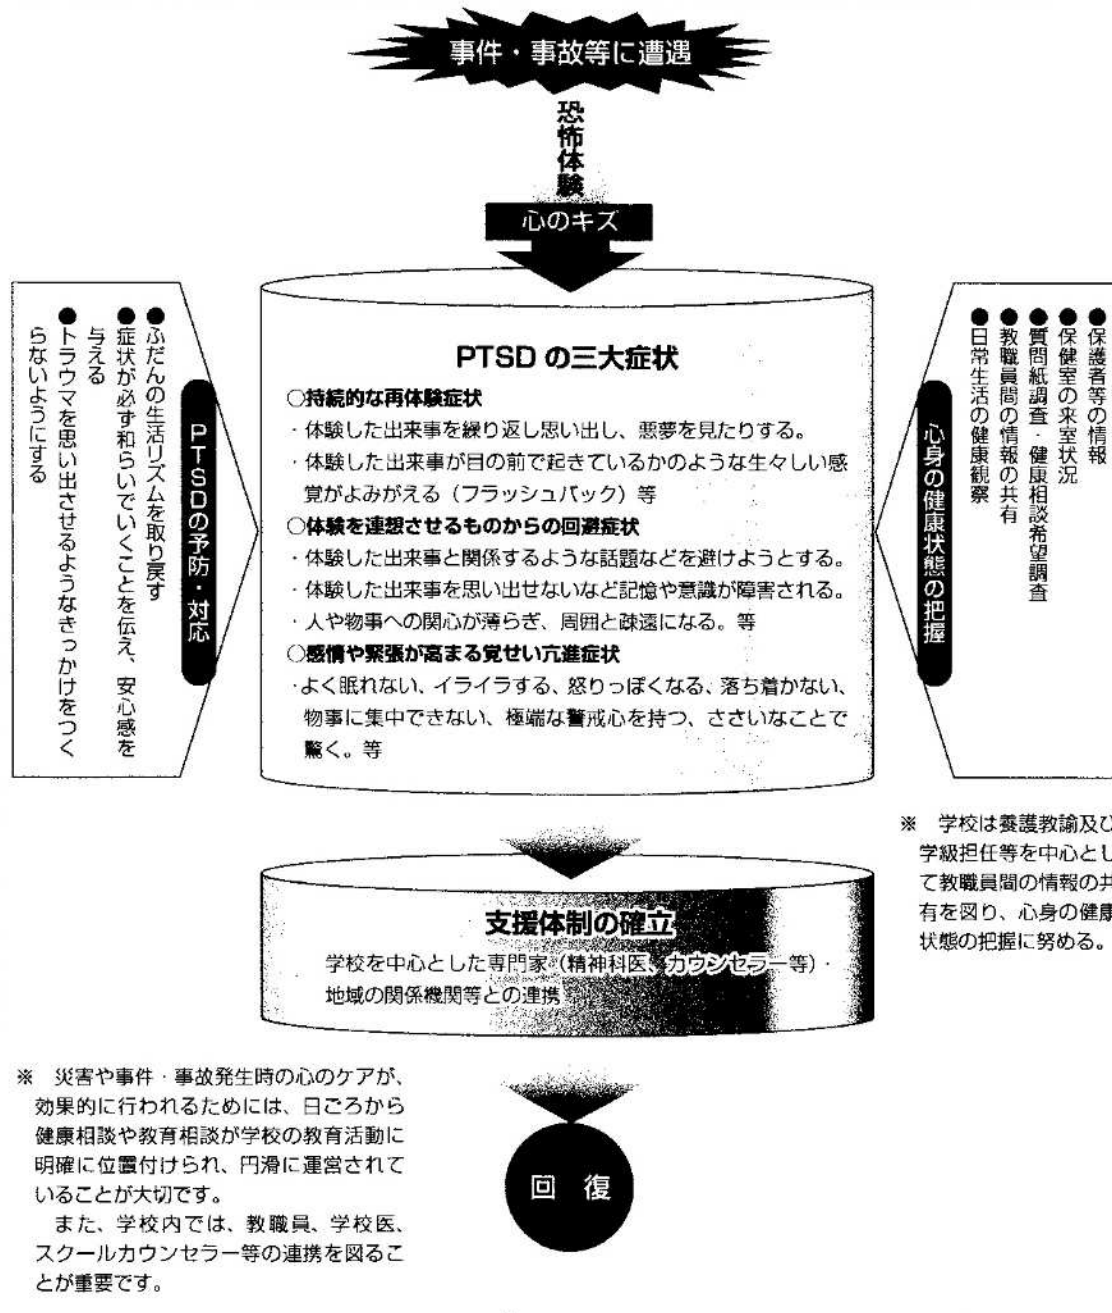 事件・事故等に遭遇
恐怖体験
心のキズ
PTSDの予防・対応
●ふだんの生活リズムを取り戻す
●症状が必ず和らいでいくことを伝え、安心感を
与える
●トラウマを思い出させるようなきっかけをつく
らないようにする
PTSD の三大症状
○持続的な再体験症状
・体験した出来事を繰り返し思い出し、悪夢を見たりする。
・体験した出来事が目の前で起きているかのような生々しい感
覚がよみがえる（フラッシュバック）等
○体験を連想させるものからの回避症状
・体験した出来事と関係するような話題などを避けようとする。
・体験した出来事を思い出せないなど記憶や意識が障害される。
・人や物事への関心が薄らぎ、周囲と疎遠になる。等
○感情や緊張が高まる覚せい亢進症状
・よく眠れない、イライラする、怒りっぽくなる、落ち着かない、
物事に集中できない、極端な警戒心を持つ、ささいなことで
驚く。等
●保護者等の情報
●保健室の来室状況
●質問紙調査・健康相談希望調査
●教職員間の情報の共有
●日常生活の健康観察
心身の健康状態の把握
※　学校は養護教諭及び
学級担任等を中心とし
て教職員間の情報の共
有を図り、心身の健康
状態の把握に努める。
支援体制の確立
学校を中心とした専門家（精神科医、カウンセラー等）・
地域の関係機関等との連携
※　災害や事件・事故発生時の心のケアが、
効果的に行われるためには、日ごろから
健康相談や教育相談が学校の教育活動に
明確に位置付けられ、円滑に運営されて
いることが大切です。
また、学校内では、教職員、学校医、
スクールカウンセラー等の連携を図るこ
とが重要です。
回　復